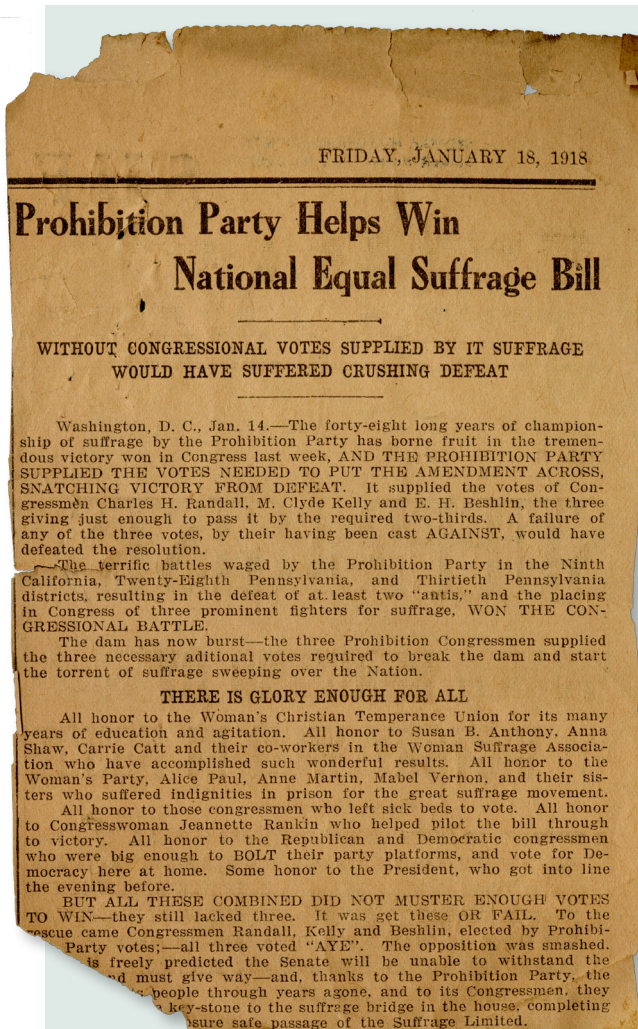 FRIDAY, JANUARY 18, 1918
Prohibition Party Helps Win
National Equal Suffrage Bill
WITHOUT CONGRESSIONAL VOTES SUPPLIED BY IT SUFFRAGE
WOULD HAVE SUFFERED CRUSHING DEFEAT
Washington, D. C., Jan. 14.—The forty-eight long years of champion-
ship of suffrage by the Prohibition Party has borne fruit in the tremen-
dous victory won in Congress last week, AND THE PROHIBITION PARTY
SUPPLIED THE VOTES NEEDED TO PUT THE AMENDMENT ACROSS,
SNATCHING VICTORY FROM DEFEAT. It supplied the votes of Con-
gressmen Charles H. Randall, M. Clyde Kelly and E. H. Beshlin, the three
giving just enough to pass it by the required two-thirds. A failure of
any of the three votes, by their having been cast AGAINST, would have
defeated the resolution.
The terrific battles waged by the Prohibition Party in the Ninth
California, Twenty-Eighth Pennsylvania, and Thirtieth Pennsylvania
districts, resulting in the defeat of at least two "antis," and the placing
in Congress of three prominent fighters for suffrage, WON THE CON-
GRESSIONAL BATTLE.
The dam has now burst—the three Prohibition Congressmen supplied
the three necessary aditional votes required to break the dam and start
the torrent of suffrage sweeping over the Nation.
THERE IS GLORY ENOUGH FOR ALL
All honor to the Woman's Christian Temperance Union for its many
years of education and agitation. All honor to Susan B. Anthony, Anna
Shaw, Carrie Catt and their co-workers in the Woman Suffrage Associa-
tion who have accomplished such wonderful results. All honor to the
Woman's Party, Alice Paul, Anne Martin, Mabel Vernon, and their sis-
ters who suffered indignities in prison for the great suffrage movement.
All honor to those congressmen who left sick beds to vote. All honor
to Congresswoman Jeannette Rankin who helped pilot the bill through
to victory. All honor to the Republican and Democratic congressmen
who were big enough to BOLT their party platforms, and vote for De-
mocracy here at home. Some honor to the President, who got into line
the evening before.
BUT ALL THESE COMBINED DID NOT MUSTER ENOUGH VOTES
TO WIN—they still lacked three. It was get these OR FAIL. To the
rescue came Congressmen Randall, Kelly and Beshlin, elected by Prohibi-
Party votes;—all three voted "AYE". The opposition was smashed.
is freely predicted the Senate will be unable to withstand the
must give way—and, thanks to the Prohibition Party, the
people through years agone, and to its Congressmen, they
key-stone to the suffrage bridge in the house, completing
safe passage of the Suffrage Limited.